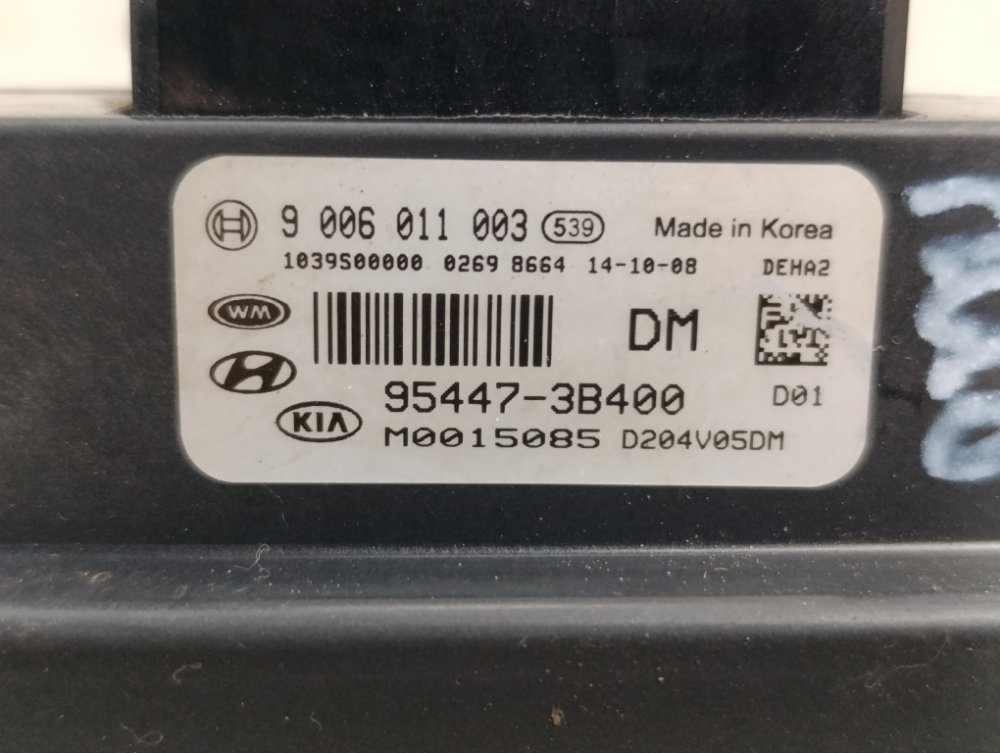 9 006 011 003 539 Made in Korea
1039S00000 0269 8664 14-10-08 DEHA2
WM DM
95447-3B400 D01
KIA M0015085 D204V05DM